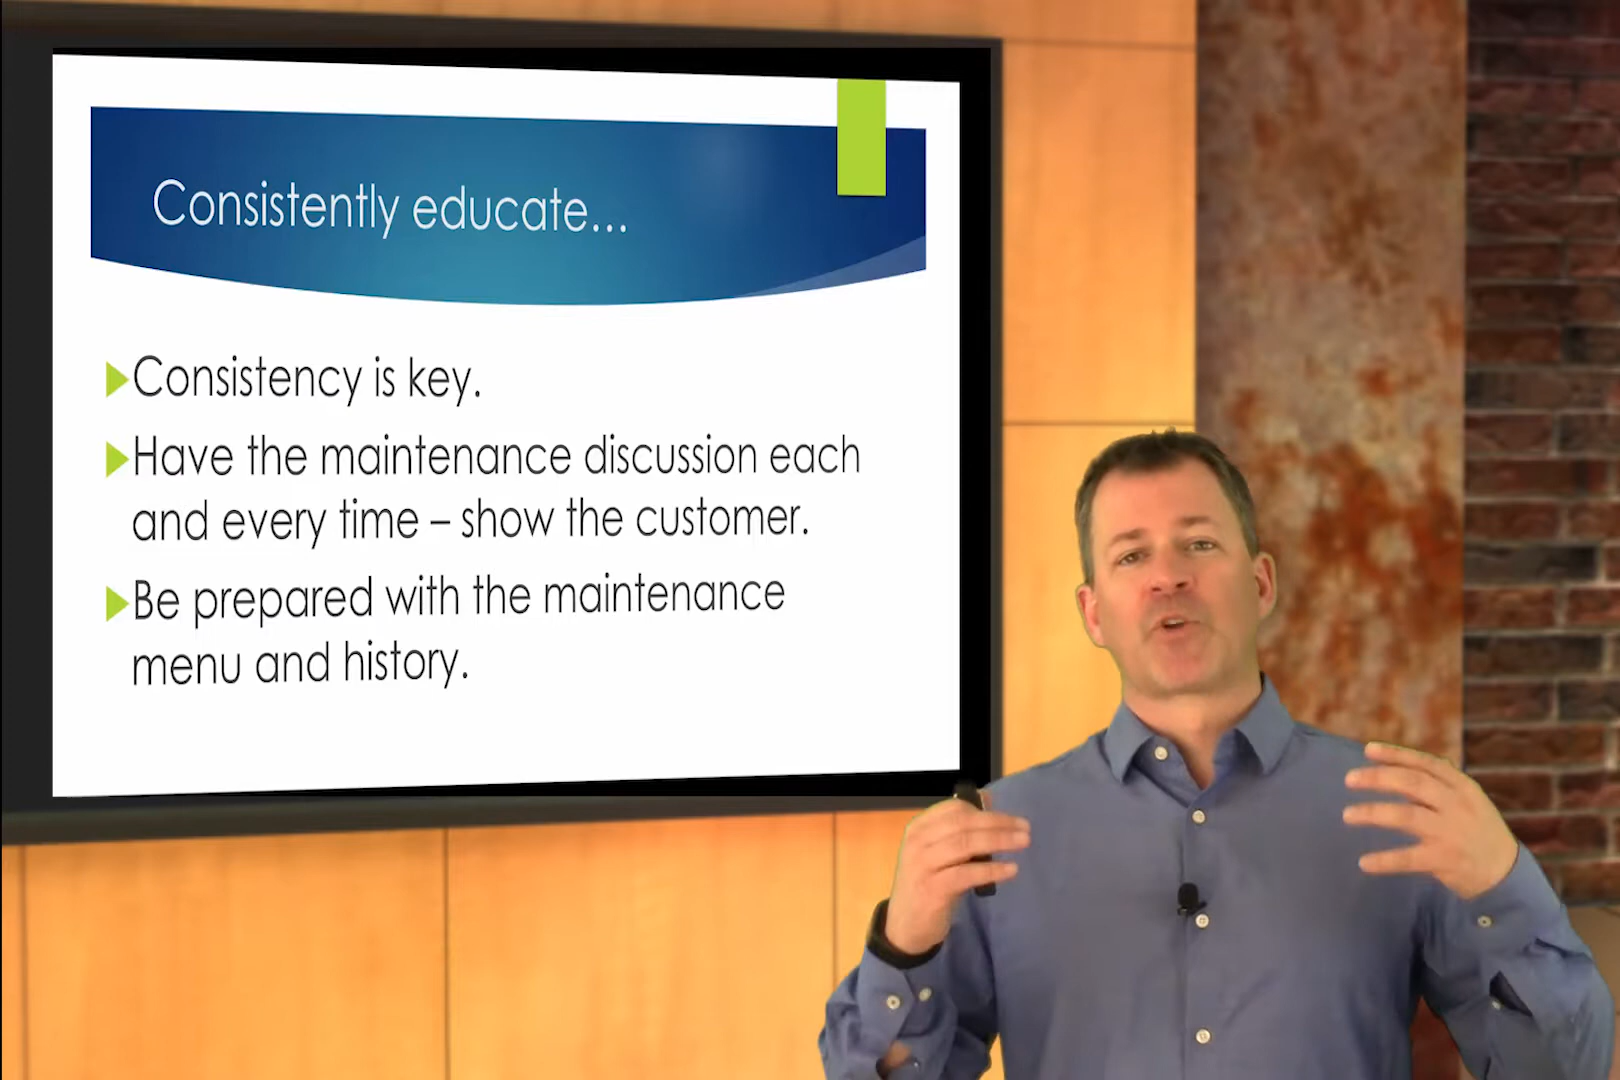 Consistently educate...
Consistency is key.
Have the maintenance discussion each
and every time – show the customer.
Be prepared with the maintenance
menu and history.